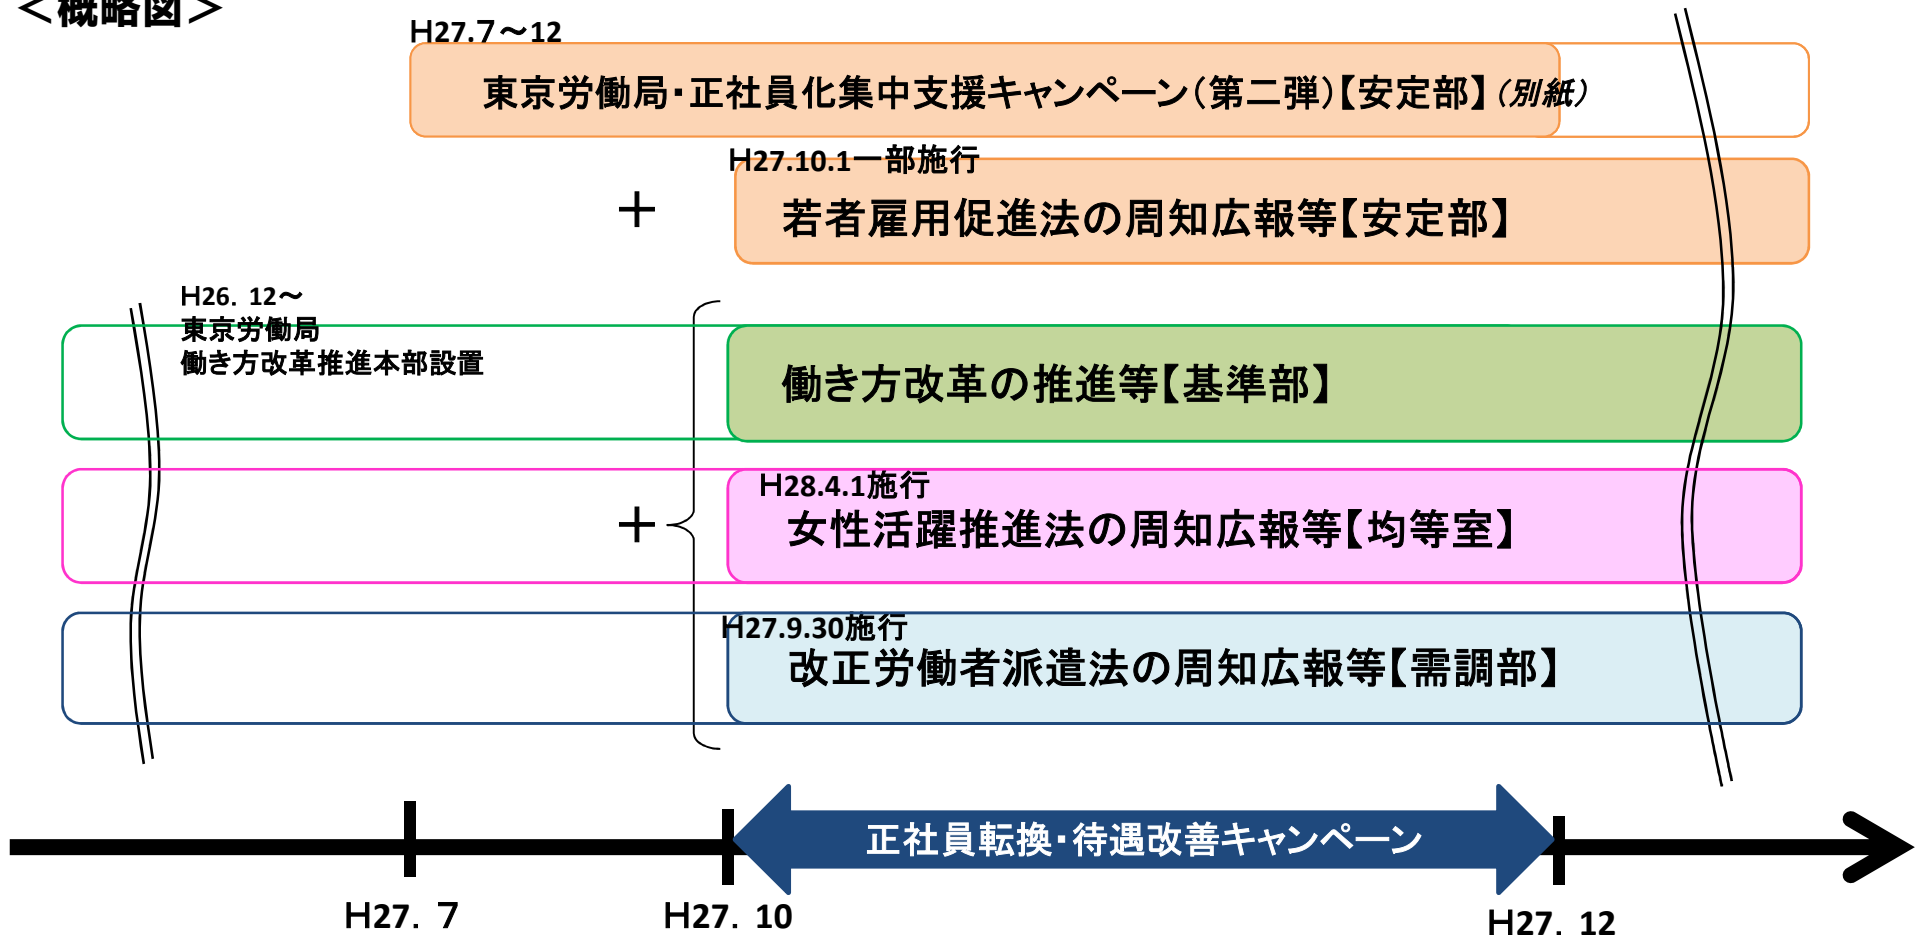 ＜概略図＞
H27.7～12
東京労働局・正社員化集中支援キャンペーン（第二弾）【安定部】（別紙）
H27.10.1一部施行
＋
若者雇用促進法の周知広報等【安定部】
H26．12～
東京労働局
働き方改革推進本部設置
働き方改革の推進等【基準部】
H28.4.1施行
＋
女性活躍推進法の周知広報等【均等室】
H27.9.30施行
改正労働者派遣法の周知広報等【需調部】
正社員転換・待遇改善キャンペーン
H27．7
H27．10
H27．12